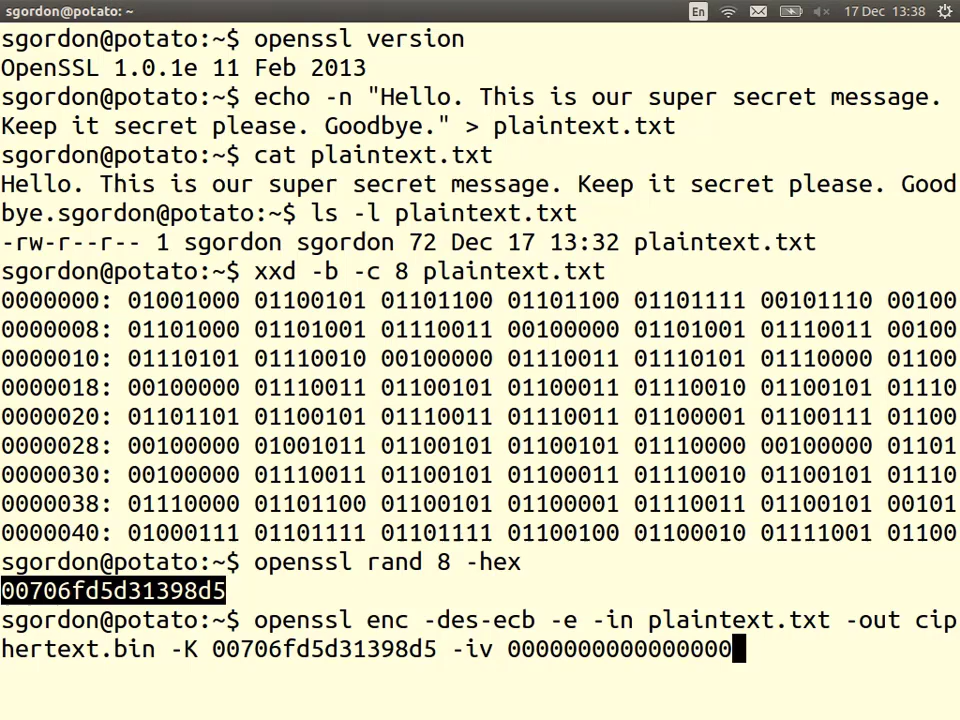 sgordon@potato: ~ En 17 Dec 13:38
sgordon@potato:~$ openssl version
OpenSSL 1.0.1e 11 Feb 2013
sgordon@potato:~$ echo -n "Hello. This is our super secret message.
Keep it secret please. Goodbye." > plaintext.txt
sgordon@potato:~$ cat plaintext.txt
Hello. This is our super secret message. Keep it secret please. Good
bye.sgordon@potato:~$ ls -l plaintext.txt
-rw-r--r-- 1 sgordon sgordon 72 Dec 17 13:32 plaintext.txt
sgordon@potato:~$ xxd -b -c 8 plaintext.txt
0000000: 01001000 01100101 01101100 01101100 01101111 00101110 00100
0000008: 01101000 01101001 01110011 00100000 01101001 01110011 00100
0000010: 01110101 01110010 00100000 01110011 01110101 01110000 01100
0000018: 00100000 01110011 01100101 01100011 01110010 01100101 01110
0000020: 01101101 01100101 01110011 01110011 01100001 01100111 01100
0000028: 00100000 01001011 01100101 01100101 01110000 00100000 01101
0000030: 00100000 01110011 01100101 01100011 01110010 01100101 01110
0000038: 01110000 01101100 01100101 01100001 01110011 01100101 00101
0000040: 01000111 01101111 01101111 01100100 01100010 01111001 01100
sgordon@potato:~$ openssl rand 8 -hex
00706fd5d31398d5
sgordon@potato:~$ openssl enc -des-ecb -e -in plaintext.txt -out cip
hertext.bin -K 00706fd5d31398d5 -iv 0000000000000000